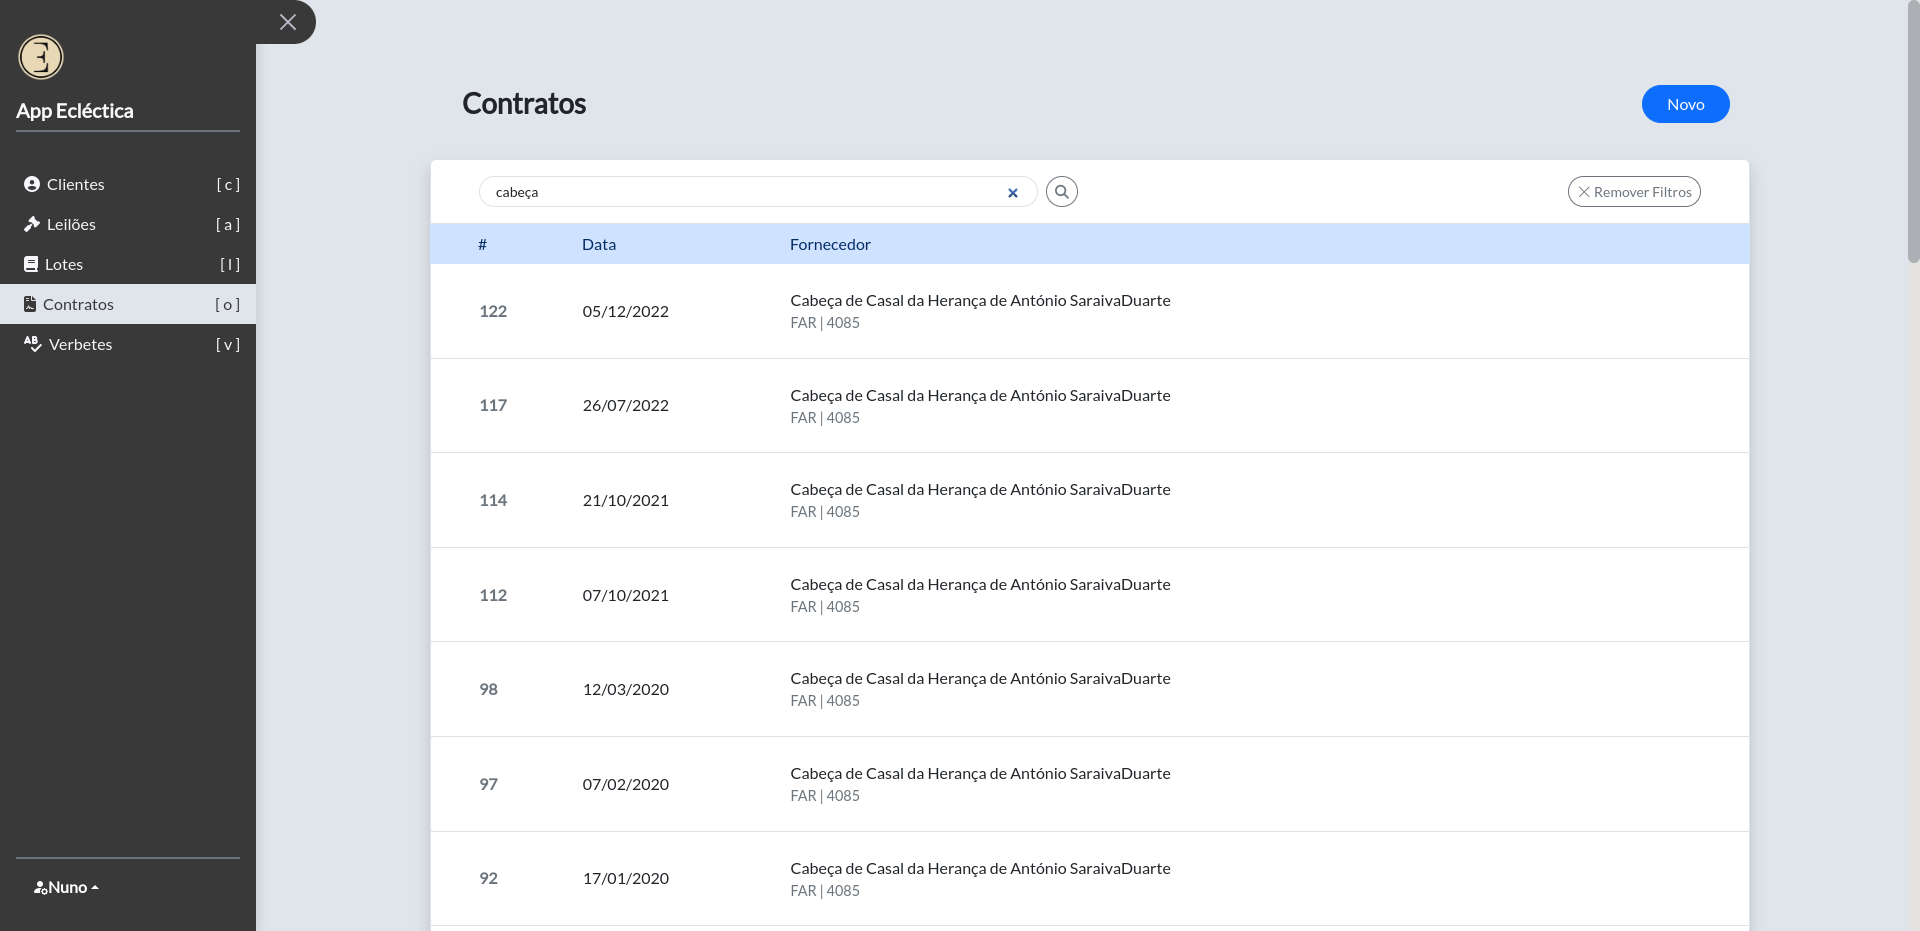 E
App Ecléctica
Clientes [ c ]
Leilões [ a ]
Lotes [ l ]
Contratos [ o ]
Verbetes [ v ]
Nuno
Contratos
Novo
cabeça
Remover Filtros
# Data Fornecedor
122 05/12/2022 Cabeça de Casal da Herança de António SaraivaDuarte
FAR | 4085
117 26/07/2022 Cabeça de Casal da Herança de António SaraivaDuarte
FAR | 4085
114 21/10/2021 Cabeça de Casal da Herança de António SaraivaDuarte
FAR | 4085
112 07/10/2021 Cabeça de Casal da Herança de António SaraivaDuarte
FAR | 4085
98 12/03/2020 Cabeça de Casal da Herança de António SaraivaDuarte
FAR | 4085
97 07/02/2020 Cabeça de Casal da Herança de António SaraivaDuarte
FAR | 4085
92 17/01/2020 Cabeça de Casal da Herança de António SaraivaDuarte
FAR | 4085